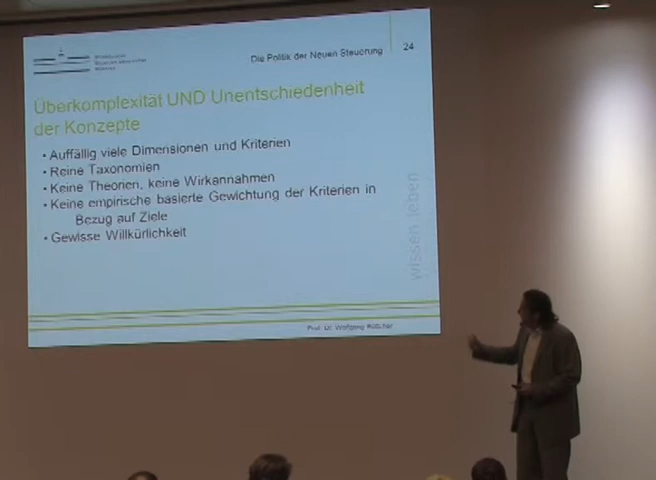 Die Politik der Neuen Steuerung
24
Überkomplexität UND Unentschiedenheit
der Konzepte
• Auffällig viele Dimensionen und Kriterien
• Reine Taxonomien
• Keine Theorien, keine Wirkannahmen
• Keine empirische basierte Gewichtung der Kriterien in
Bezug auf Ziele
• Gewisse Willkürlichkeit
wissen leben
Prof. Dr. Wolfgang